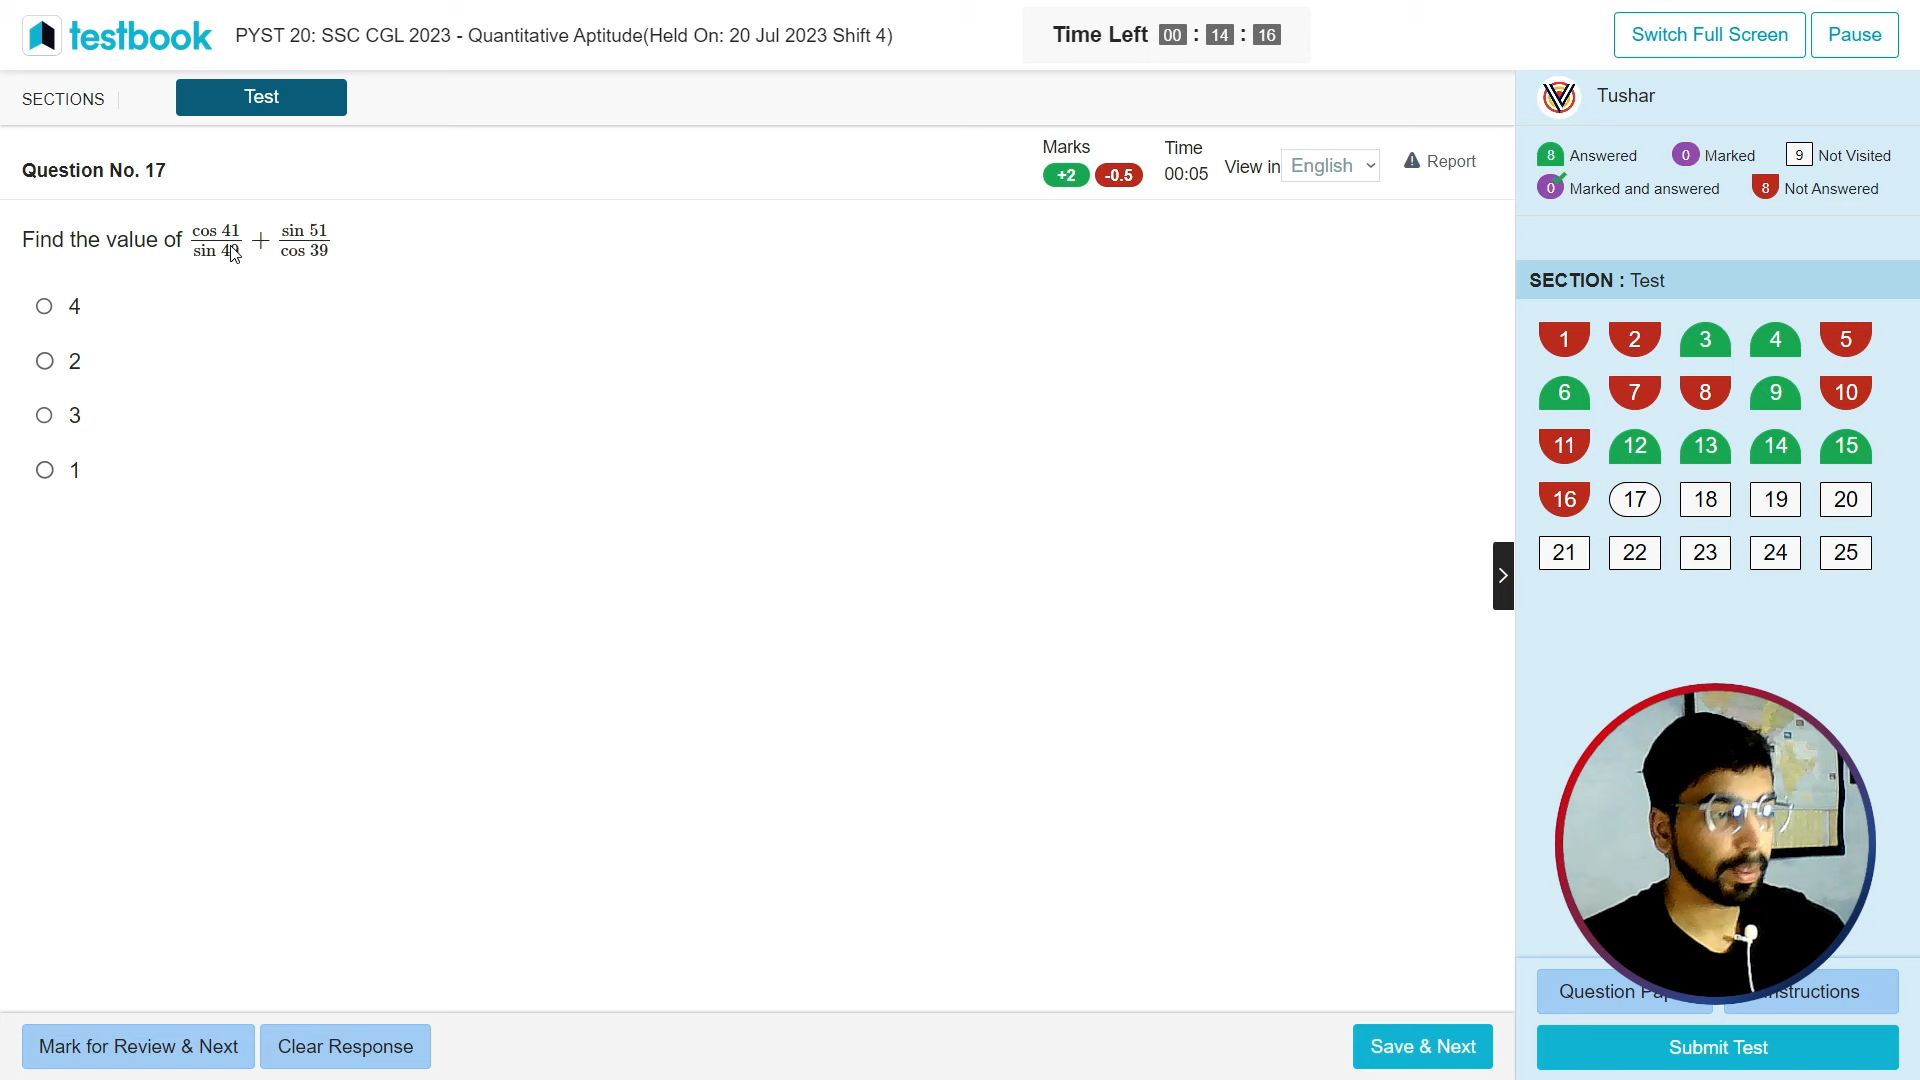 testbook PYST 20: SSC CGL 2023 - Quantitative Aptitude(Held On: 20 Jul 2023 Shift 4) Time Left 00 : 14 : 16 Switch Full Screen Pause
SECTIONS Test
Tushar
8 Answered 0 Marked 9 Not Visited
0 Marked and answered 8 Not Answered
Question No. 17
Marks +2 -0.5
Time 00:05
View in English
Report
Find the value of cos 41 / sin 49 + sin 51 / cos 39
4
2
3
1
SECTION : Test
1 2 3 4 5
6 7 8 9 10
11 12 13 14 15
16 17 18 19 20
21 22 23 24 25
Question
Mark for Review & Next Clear Response Save & Next Submit Test